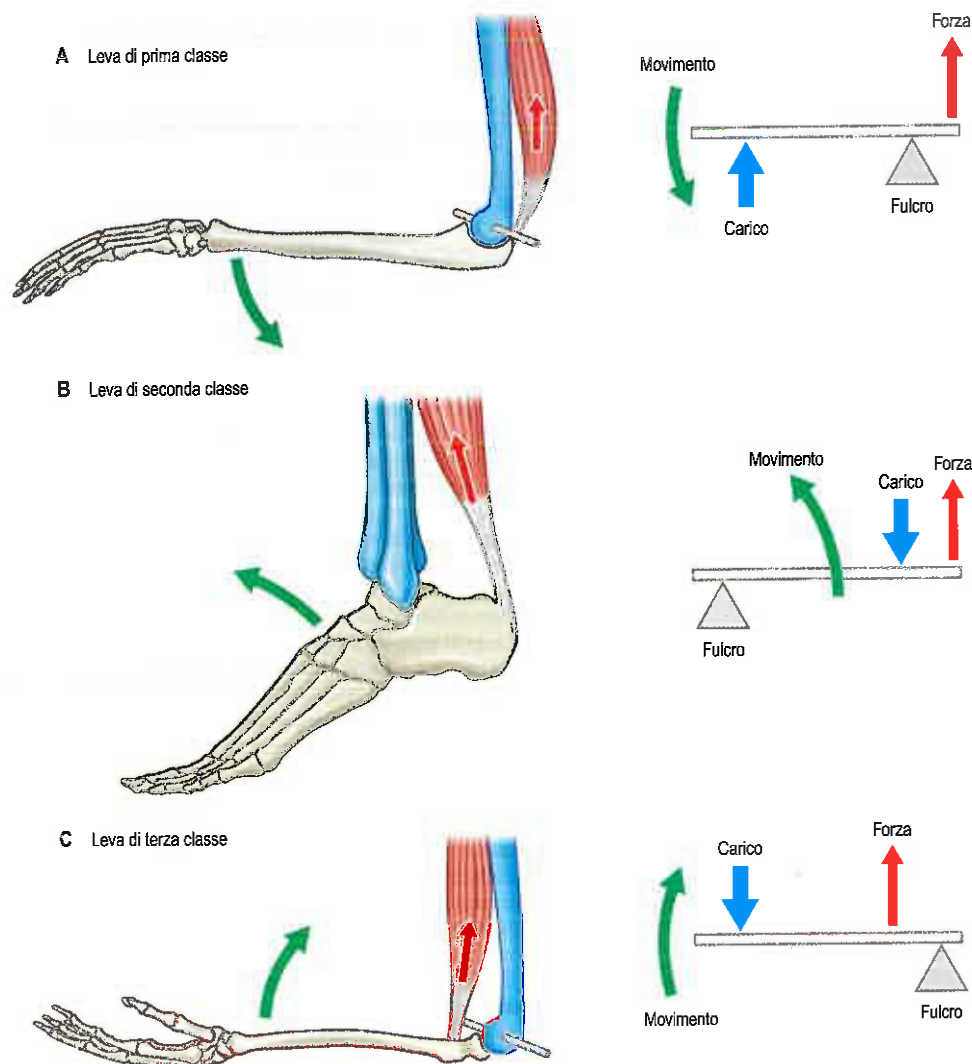 A Leva di prima classe
Forza
Movimento
Carico
Fulcro
B Leva di seconda classe
Movimento
Carico
Forza
Fulcro
C Leva di terza classe
Carico
Forza
Movimento
Fulcro